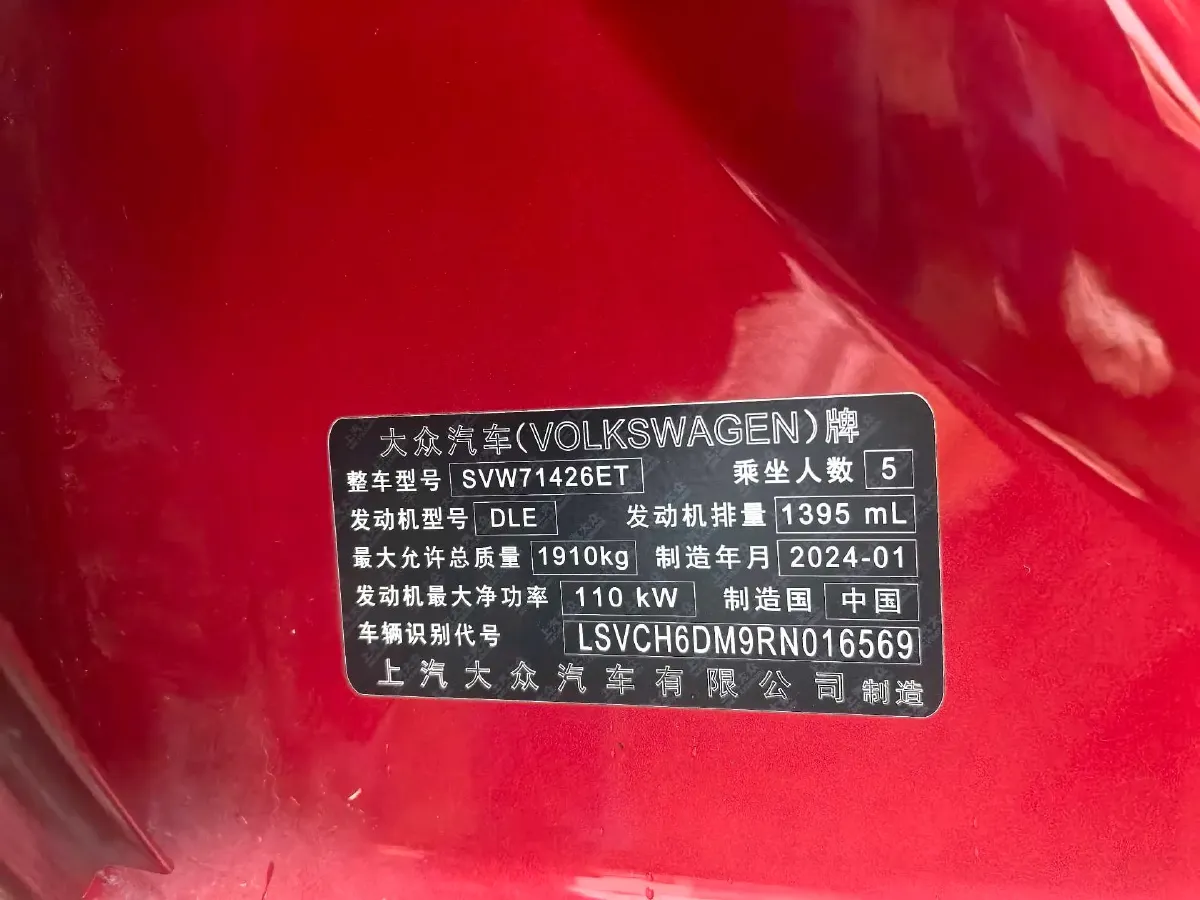 大众汽车(VOLKSWAGEN)牌
整车型号 SVW71426ET 乘坐人数 5
发动机型号 DLE 发动机排量 1395 mL
最大允许总质量 1910kg 制造年月 2024-01
发动机最大净功率 110 kW 制造国 中国
车辆识别代号 LSVCH6DM9RN016569
上汽大众汽车有限公司 制造